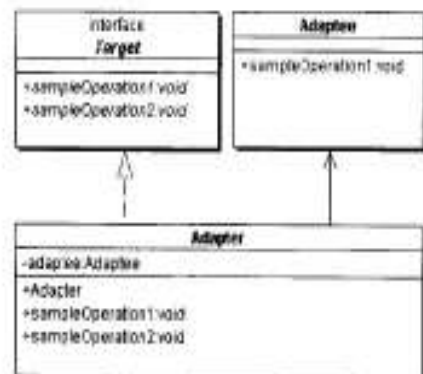 interface
Target
+sampleOperation1:void
+sampleOperation2:void
Adaptee
+sampleOperation1:void
Adapter
-adaptee:Adaptee
+Adapter
+sampleOperation1:void
+sampleOperation2:void